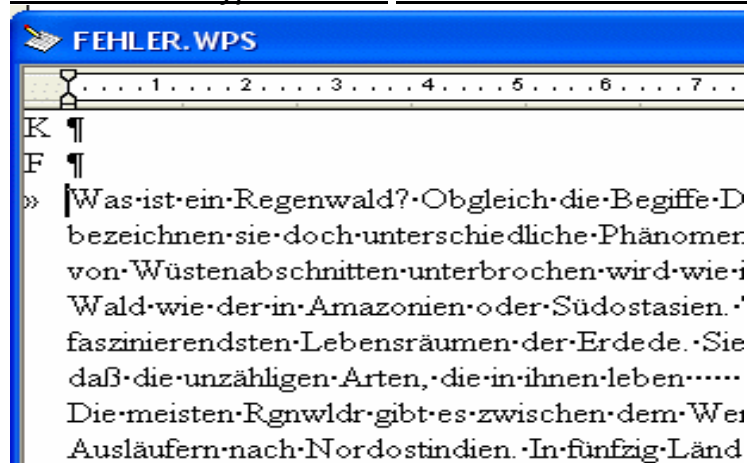 FEHLER.WPS
....1....2....3....4....5....6....7..
K ¶
F ¶
» Was·ist·ein·Regenwald?·Obgleich·die·Begiffe·D
bezeichnen·sie·doch·unterschiedliche·Phänomen
von·Wüstenabschnitten·unterbrochen·wird·wie·i
Wald·wie·der·in·Amazonien·oder·Südostasien.·
faszinierendsten·Lebensräumen·der·Erdede.·Sie
daß·die·unzähligen·Arten,·die·in·ihnen·leben······
Die·meisten·Rgnwldr·gibt·es·zwischen·dem·Wen
Ausläufern·nach·Nordostindien.·In·fünfzig·Länd